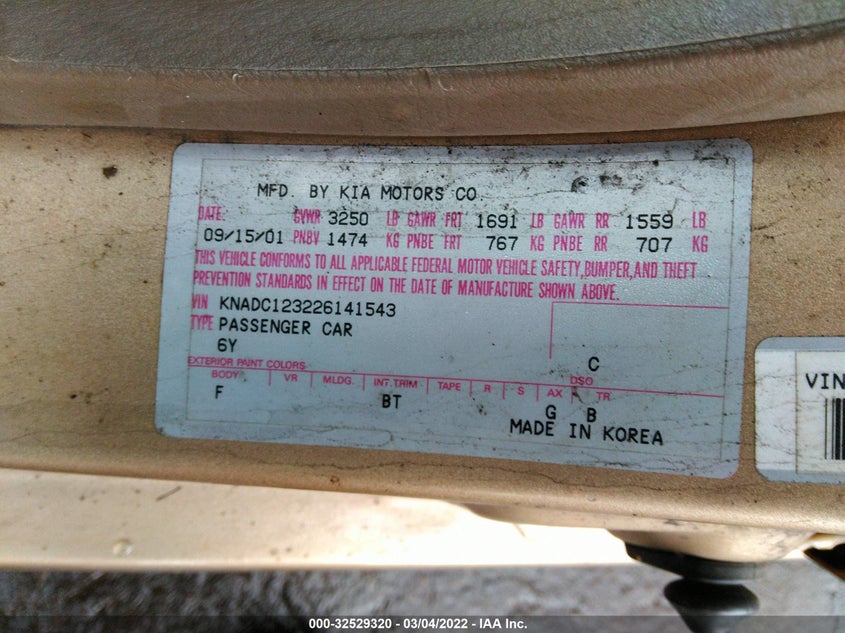 MFD. BY KIA MOTORS CO.
DATE: GVWR 3250 LB GAWR FRT 1691 LB GAWR RR 1559 LB
09/15/01 PNBV 1474 KG PNBE FRT 767 KG PNBE RR 707 KG
THIS VEHICLE CONFORMS TO ALL APPLICABLE FEDERAL MOTOR VEHICLE SAFETY,BUMPER,AND THEFT
PREVENTION STANDARDS IN EFFECT ON THE DATE OF MANUFACTURE SHOWN ABOVE.
VIN KNADC123226141543
TYPE PASSENGER CAR
6Y C
EXTERIOR PAINT COLORS DSO
BODY VR MLDG. INT.TRIM TAPE R S AX TR
F BT G B
MADE IN KOREA
VIN
000-32529320 - 03/04/2022 - IAA Inc.